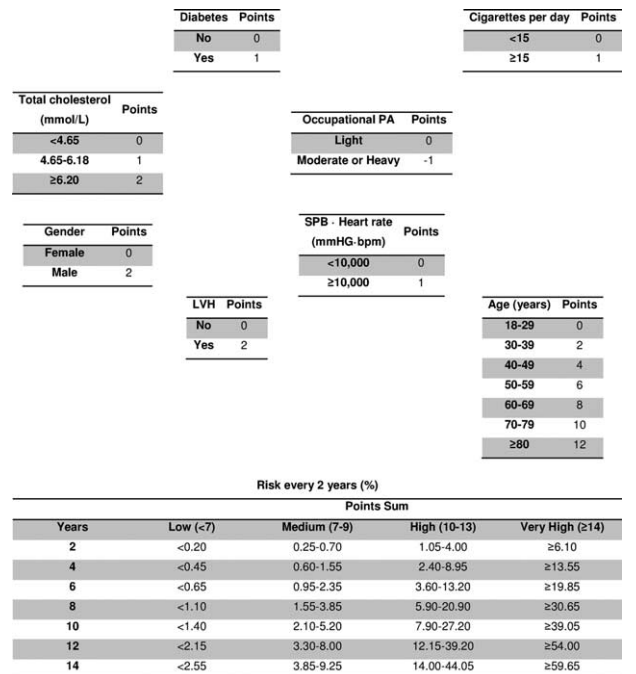 Diabetes Points
No 0
Yes 1
Cigarettes per day Points
<15 0
≥15 1
Total cholesterol
(mmol/L) Points
<4.65 0
4.65-6.18 1
≥6.20 2
Occupational PA Points
Light 0
Moderate or Heavy -1
Gender Points
Female 0
Male 2
SPB · Heart rate
(mmHG·bpm) Points
<10,000 0
≥10,000 1
LVH Points
No 0
Yes 2
Age (years) Points
18-29 0
30-39 2
40-49 4
50-59 6
60-69 8
70-79 10
≥80 12
Risk every 2 years (%)
Points Sum
Years Low (<7) Medium (7-9) High (10-13) Very High (≥14)
2 <0.20 0.25-0.70 1.05-4.00 ≥6.10
4 <0.45 0.60-1.55 2.40-8.95 ≥13.55
6 <0.65 0.95-2.35 3.60-13.20 ≥19.85
8 <1.10 1.55-3.85 5.90-20.90 ≥30.65
10 <1.40 2.10-5.20 7.90-27.20 ≥39.05
12 <2.15 3.30-8.00 12.15-39.20 ≥54.00
14 <2.55 3.85-9.25 14.00-44.05 ≥59.65